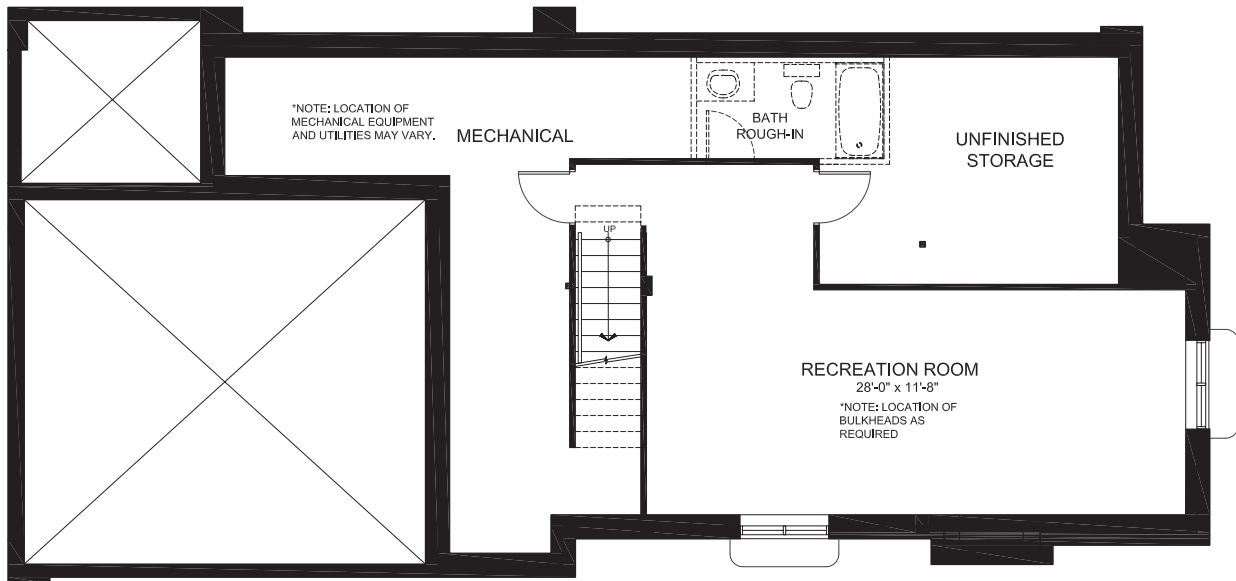 *NOTE: LOCATION OF
MECHANICAL EQUIPMENT
AND UTILITIES MAY VARY.
MECHANICAL
BATH
ROUGH-IN
UNFINISHED
STORAGE
UP
RECREATION ROOM
28'-0" x 11'-8"
*NOTE: LOCATION OF
BULKHEADS AS
REQUIRED